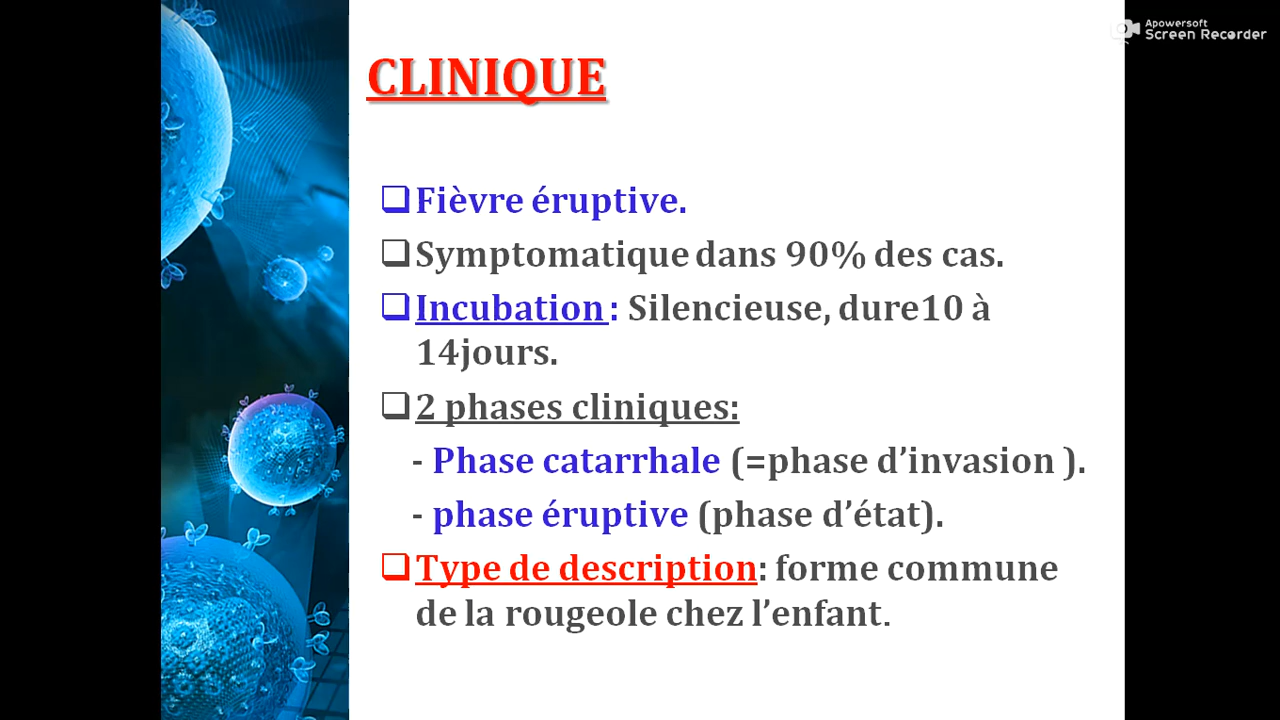 Apowersoft
Screen Recorder
CLINIQUE
Fièvre éruptive.
Symptomatique dans 90% des cas.
Incubation : Silencieuse, dure10 à
14jours.
2 phases cliniques:
- Phase catarrhale (=phase d’invasion ).
- phase éruptive (phase d’état).
Type de description: forme commune
de la rougeole chez l’enfant.